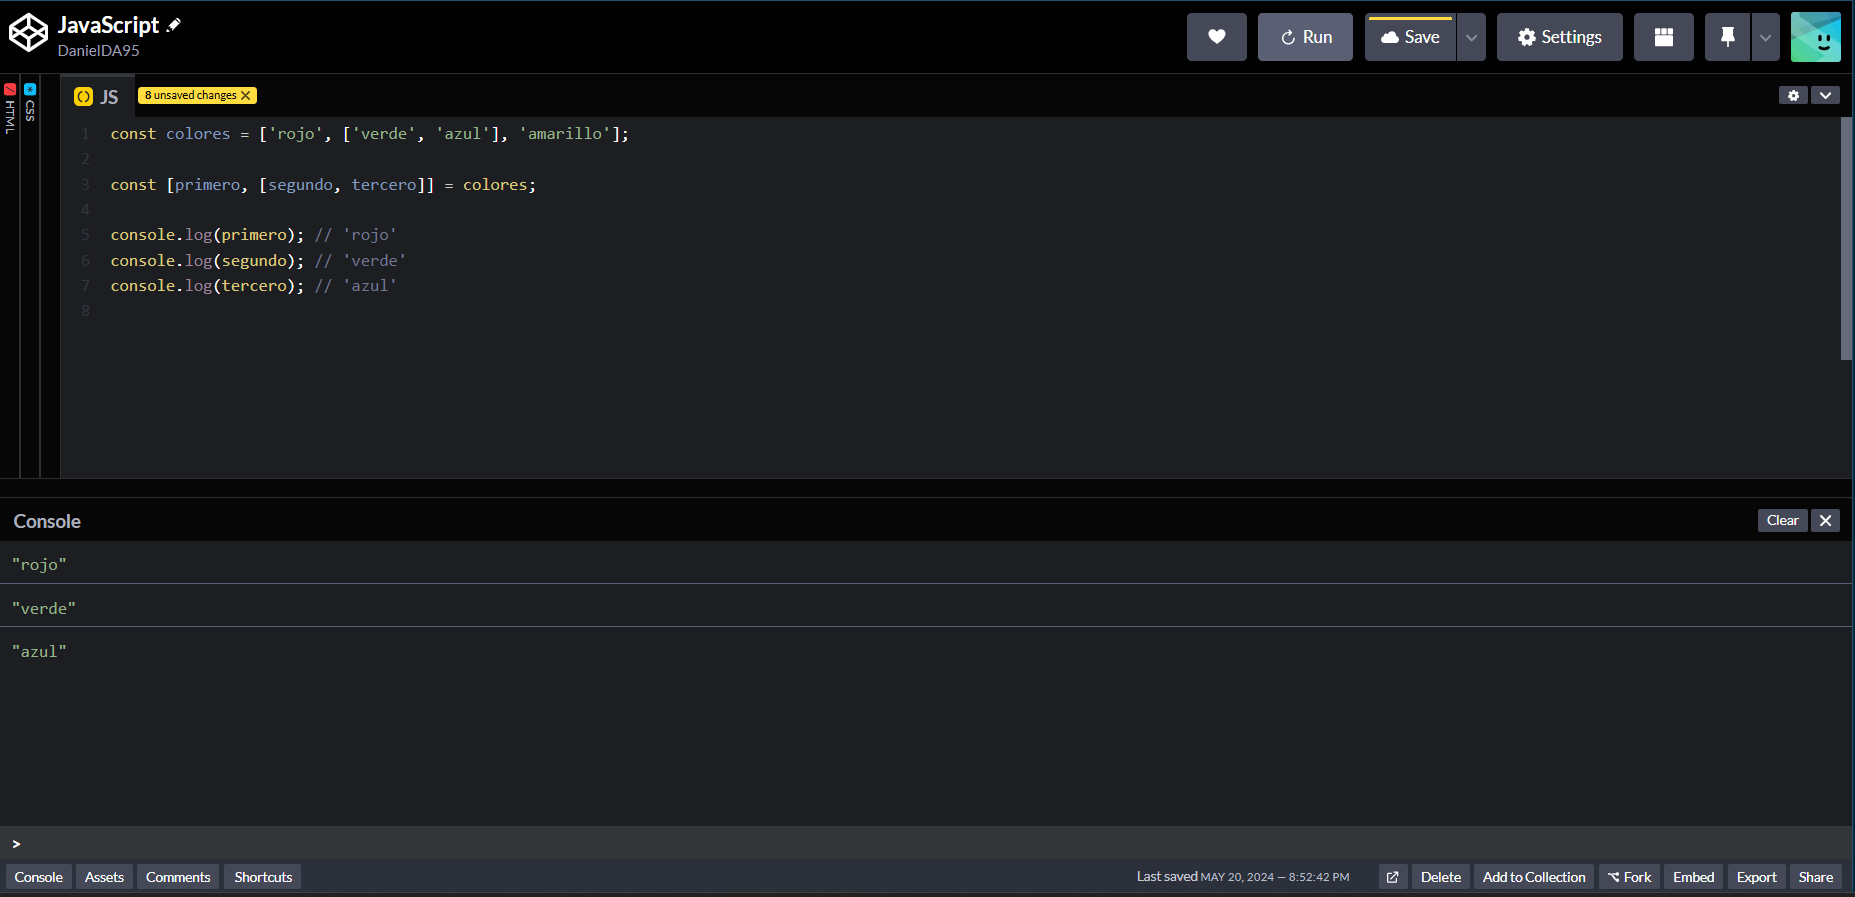 JavaScript
DanielDA95
Run
Save
Settings
HTML
CSS
JS
8 unsaved changes
1 const colores = ['rojo', ['verde', 'azul'], 'amarillo'];
2
3 const [primero, [segundo, tercero]] = colores;
4
5 console.log(primero); // 'rojo'
6 console.log(segundo); // 'verde'
7 console.log(tercero); // 'azul'
8
Console
Clear
"rojo"
"verde"
"azul"
>
Console Assets Comments Shortcuts Last saved MAY 20, 2024 — 8:52:42 PM Delete Add to Collection Fork Embed Export Share